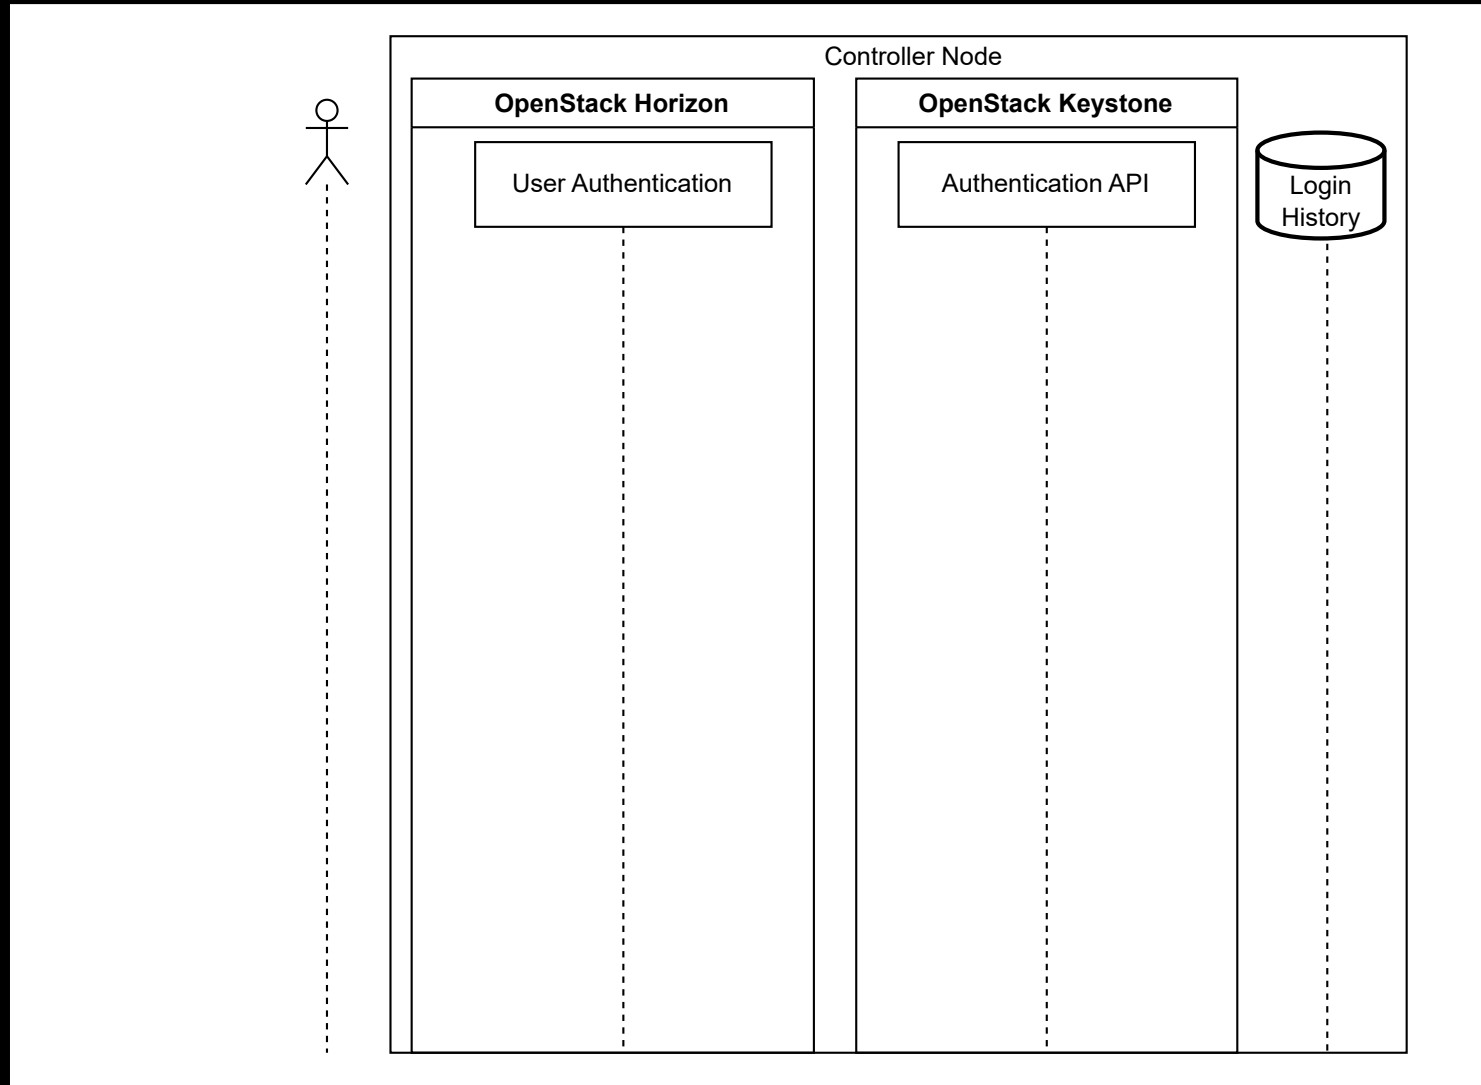 Controller Node
OpenStack Horizon
OpenStack Keystone
User Authentication
Authentication API
Login
History